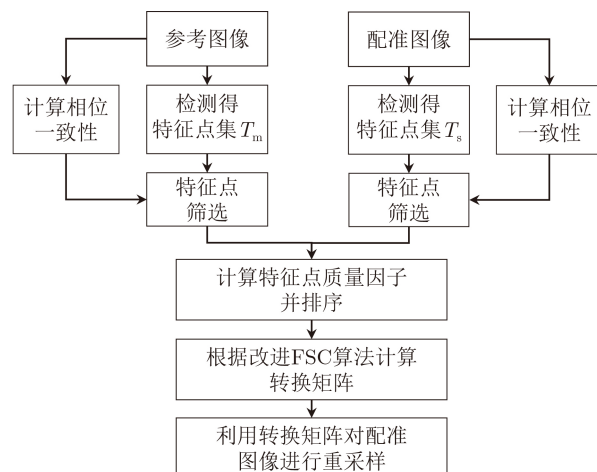 参考图像
配准图像
计算相位
一致性
检测得
特征点集 Tm
检测得
特征点集 Ts
计算相位
一致性
特征点
筛选
特征点
筛选
计算特征点质量因子
并排序
根据改进FSC算法计算
转换矩阵
利用转换矩阵对配准
图像进行重采样